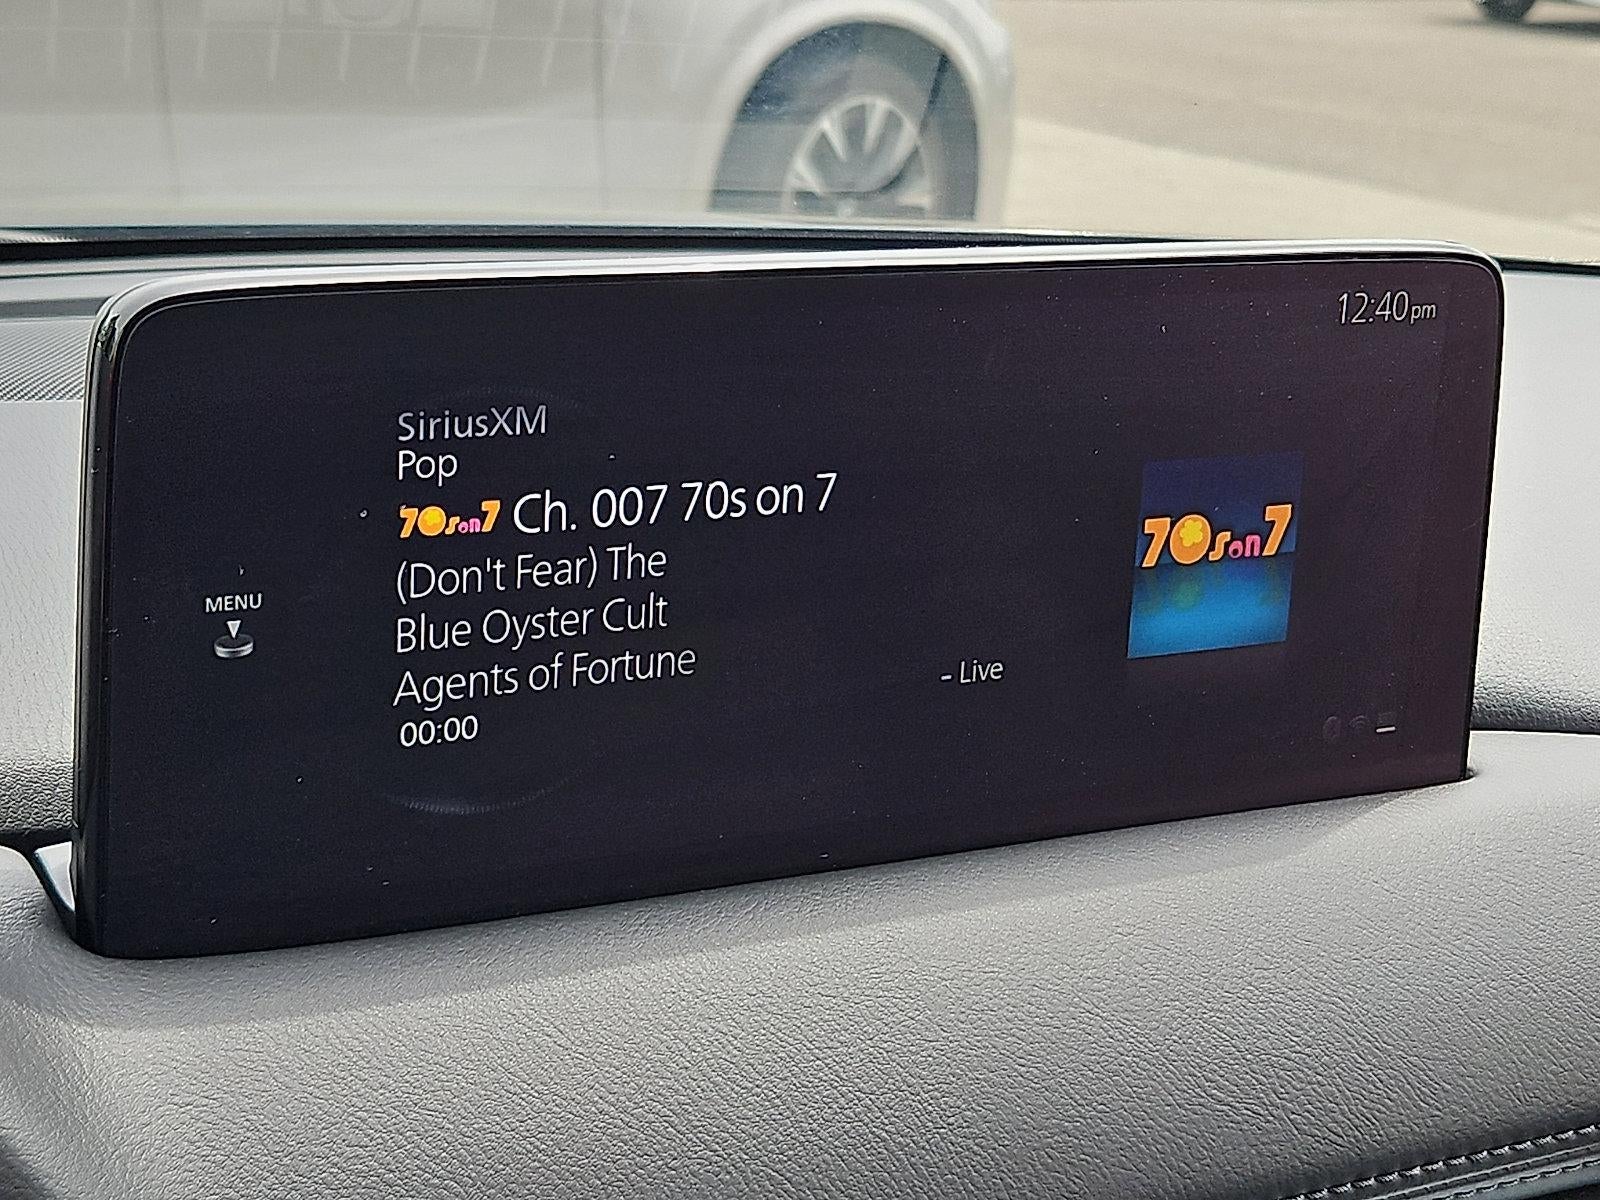 12:40pm
SiriusXM
Pop
70s on 7 Ch. 007 70s on 7
(Don't Fear) The
Blue Oyster Cult
Agents of Fortune
00:00
- Live
MENU
70s on 7